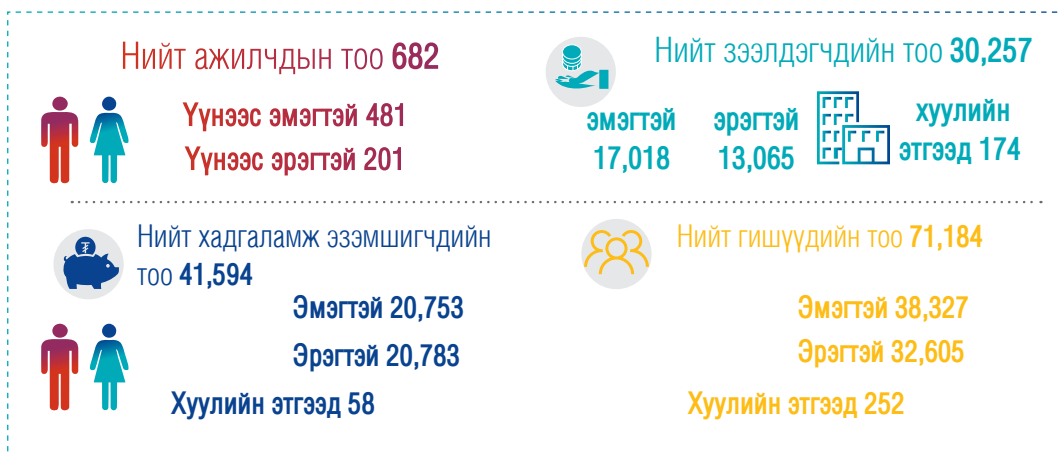 Нийт ажилчдын тоо 682
Үүнээс эмэгтэй 481
Үүнээс эрэгтэй 201
Нийт зээлдэгчдийн тоо 30,257
эмэгтэй
17,018
эрэгтэй
13,065
хуулийн
этгээд 174
₮
Нийт хадгаламж эзэмшигчдийн
тоо 41,594
Эмэгтэй 20,753
Эрэгтэй 20,783
Хуулийн этгээд 58
Нийт гишүүдийн тоо 71,184
Эмэгтэй 38,327
Эрэгтэй 32,605
Хуулийн этгээд 252